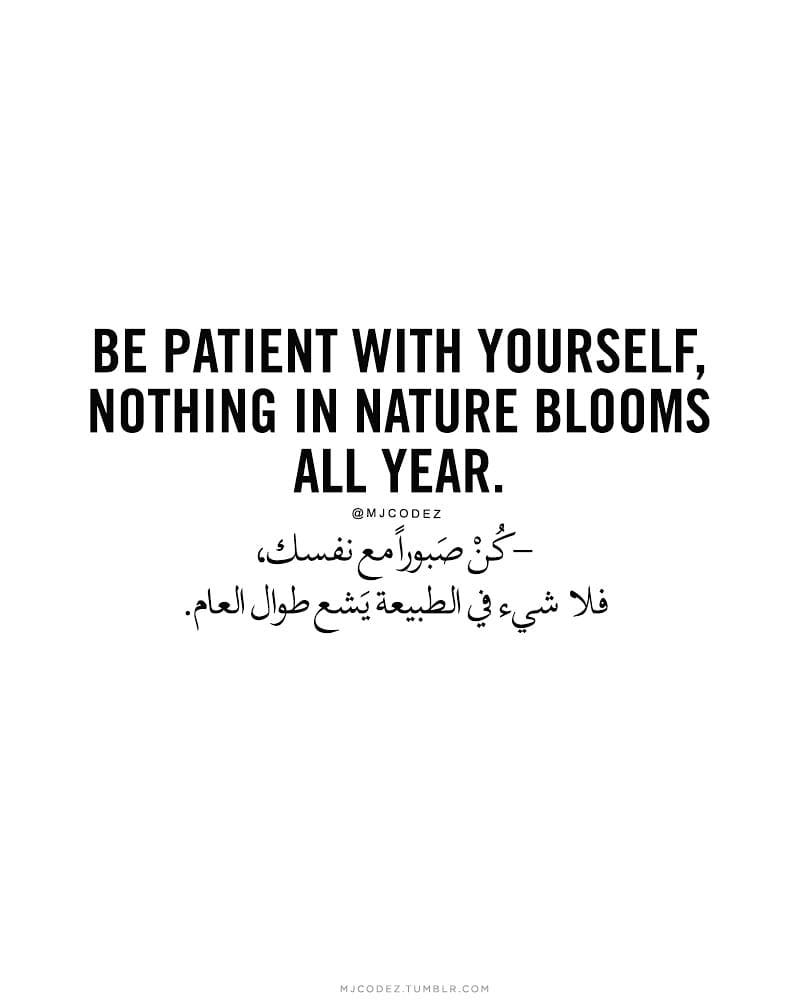 BE PATIENT WITH YOURSELF,
NOTHING IN NATURE BLOOMS
ALL YEAR.
@MJCODEZ
–كُنْ صَبوراً مع نفسك،
فلا شيء في الطبيعة يَشع طوال العام.
MJCODEZ.TUMBLR.COM